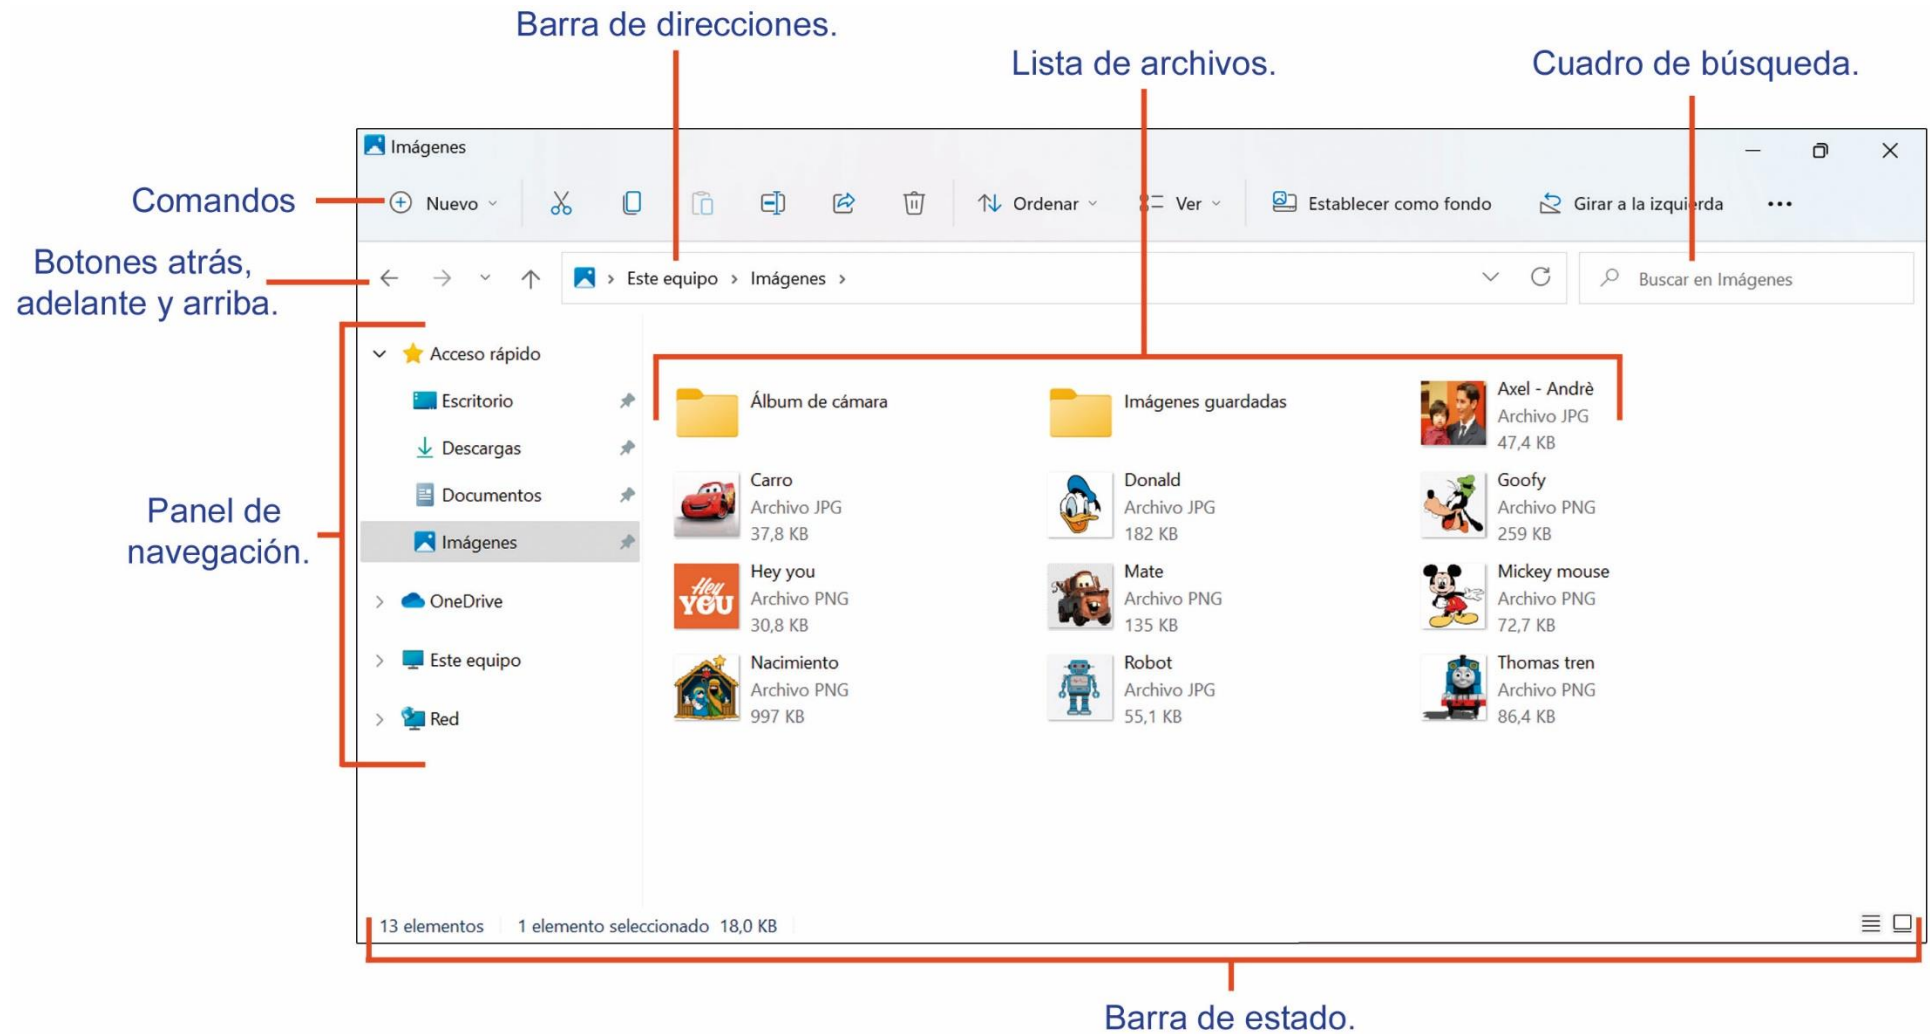 Barra de direcciones.
Lista de archivos.
Cuadro de búsqueda.
Imágenes
Comandos
Nuevo
Ordenar
Ver
Establecer como fondo
Girar a la izquierda
Botones atrás,
adelante y arriba.
Este equipo > Imágenes >
Buscar en Imágenes
Panel de
navegación.
Acceso rápido
Escritorio
Descargas
Documentos
Imágenes
OneDrive
Este equipo
Red
Álbum de cámara
Imágenes guardadas
Axel - Andrè
Archivo JPG
47,4 KB
Carro
Archivo JPG
37,8 KB
Donald
Archivo JPG
182 KB
Goofy
Archivo PNG
259 KB
Hey
YOU
Hey you
Archivo PNG
30,8 KB
Mate
Archivo PNG
135 KB
Mickey mouse
Archivo PNG
72,7 KB
Nacimiento
Archivo PNG
997 KB
Robot
Archivo JPG
55,1 KB
Thomas tren
Archivo PNG
86,4 KB
13 elementos
1 elemento seleccionado 18,0 KB
Barra de estado.